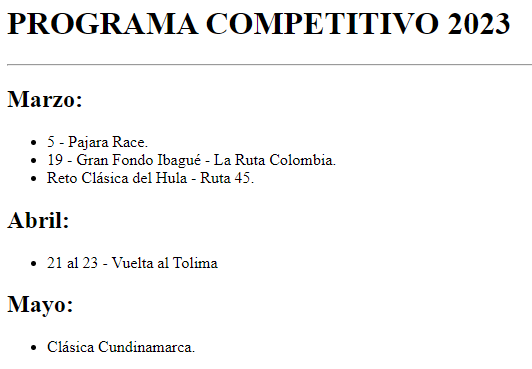 PROGRAMA COMPETITIVO 2023
Marzo:
5 - Pajara Race.
19 - Gran Fondo Ibagué - La Ruta Colombia.
Reto Clásica del Hula - Ruta 45.
Abril:
21 al 23 - Vuelta al Tolima
Mayo:
Clásica Cundinamarca.